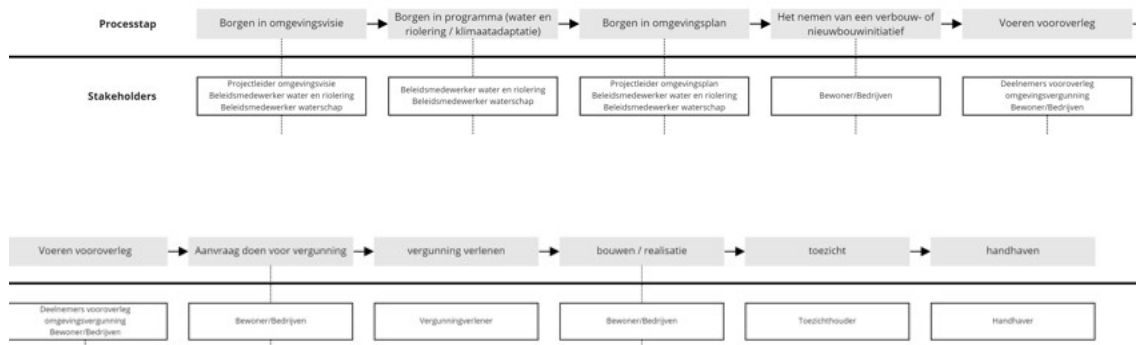 Processtap
Borgen in omgevingsvisie
Borgen in programma (water en
riolering / klimaatadaptatie)
Borgen in omgevingsplan
Het nemen van een verbouw- of
nieuwbouwinitiatief
Voeren vooroverleg
Stakeholders
Projectleider omgevingsvisie
Beleidsmedewerker water en riolering
Beleidsmedewerker waterschap
Beleidsmedewerker water en riolering
Beleidsmedewerker waterschap
Projectleider omgevingsplan
Beleidsmedewerker water en riolering
Beleidsmedewerker waterschap
Bewoner/Bedrijven
Deelnemers vooroverleg
omgevingsvergunning
Bewoner/Bedrijven
Voeren vooroverleg
Aanvraag doen voor vergunning
vergunning verlenen
bouwen / realisatie
toezicht
handhaven
Deelnemers vooroverleg
omgevingsvergunning
Bewoner/Bedrijven
Bewoner/Bedrijven
Vergunningverlener
Bewoner/Bedrijven
Toezichthouder
Handhaver